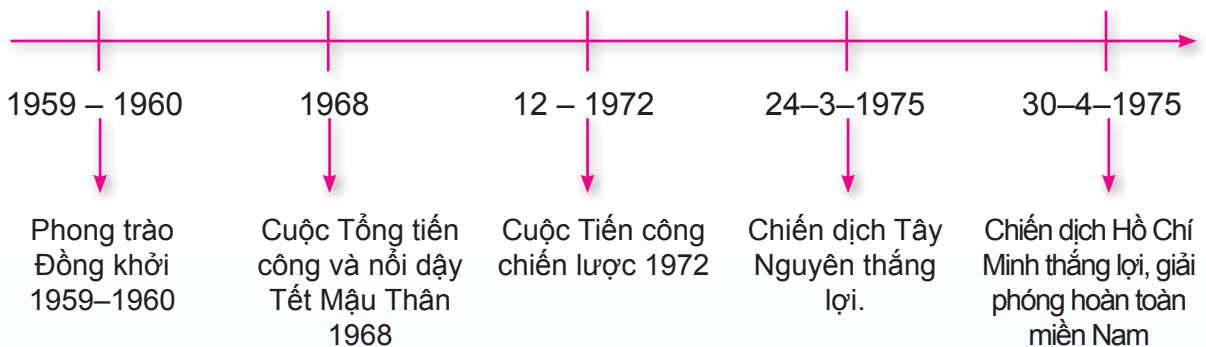 1959 – 1960
1968
12 – 1972
24–3–1975
30–4–1975
Phong trào
Đồng khởi
1959–1960
Cuộc Tổng tiến
công và nổi dậy
Tết Mậu Thân
1968
Cuộc Tiến công
chiến lược 1972
Chiến dịch Tây
Nguyên thắng
lợi.
Chiến dịch Hồ Chí
Minh thắng lợi, giải
phóng hoàn toàn
miền Nam